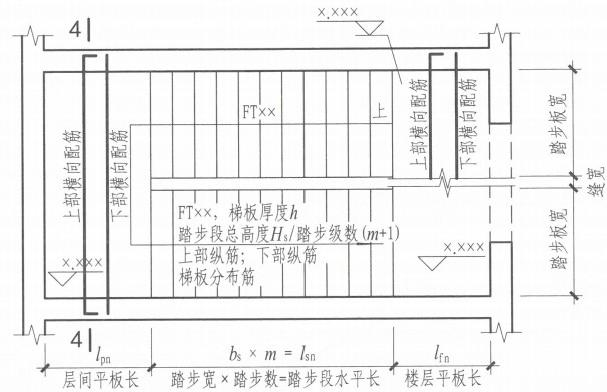 x.xxx
4
FT××
上
上部横向配筋
下部横向配筋
上部横向配筋
下部横向配筋
踏步板宽
缝宽
踏步板宽
FT××，梯板厚度h
踏步段总高度Hs/踏步级数(m+1)
上部纵筋；下部纵筋
梯板分布筋
x.xxx
x.xxx
4
lpn
bs × m = lsn
lfn
层间平板长
踏步宽×踏步数=踏步段水平长
楼层平板长